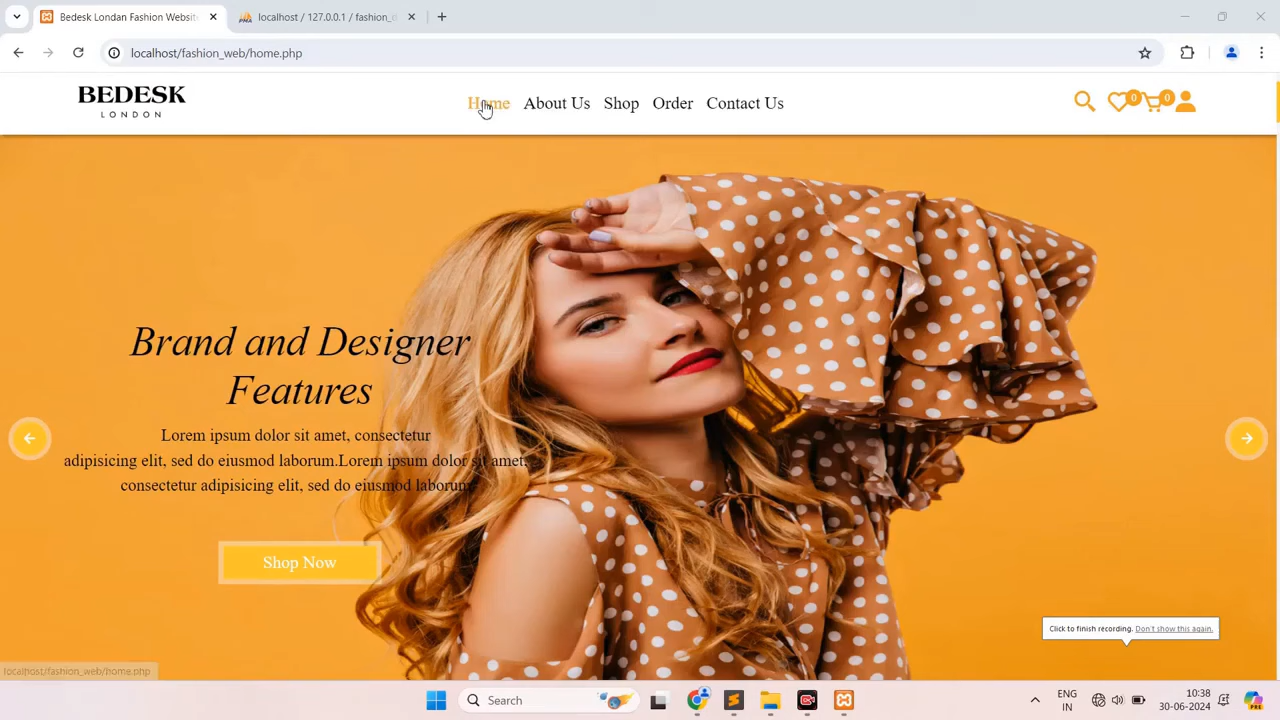 Bedesk Londan Fashion Website
localhost / 127.0.0.1 / fashion_
localhost/fashion_web/home.php
BEDESK
LONDON
Home About Us Shop Order Contact Us
0 0
Brand and Designer
Features
Lorem ipsum dolor sit amet, consectetur
adipisicing elit, sed do eiusmod laborum.Lorem ipsum dolor sit amet,
consectetur adipisicing elit, sed do eiusmod laborum.
Shop Now
Click to finish recording. Don't show this again.
localhost/fashion_web/home.php
Search
ENG
IN
10:38
30-06-2024
PRE